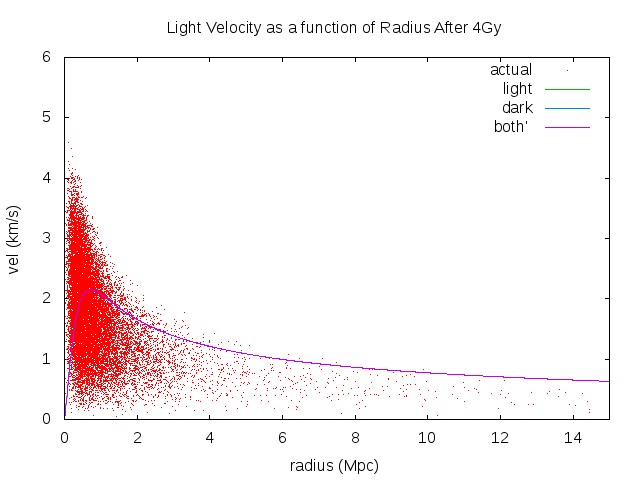 Light Velocity as a function of Radius After 4Gy
actual
light
dark
both'
vel (km/s)
6
5
4
3
2
1
0
0 2 4 6 8 10 12 14
radius (Mpc)